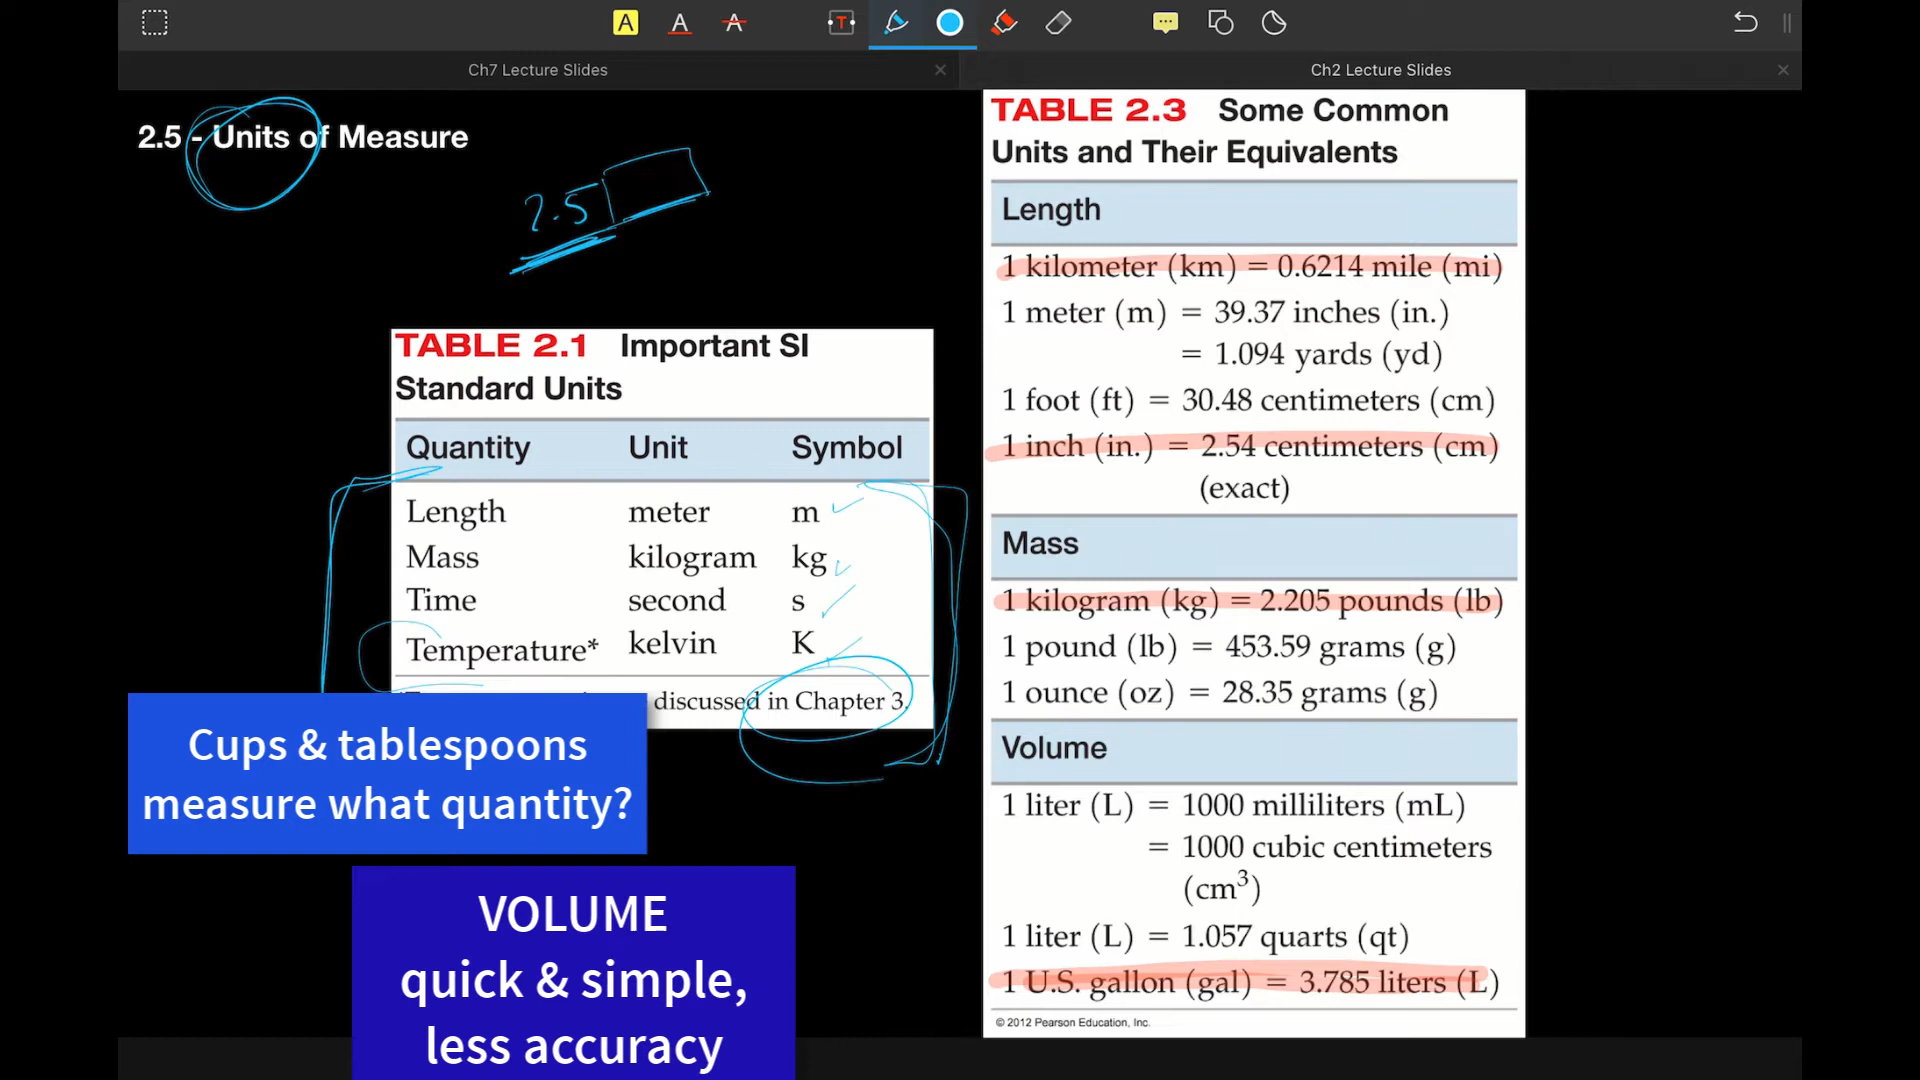 Ch7 Lecture Slides
Ch2 Lecture Slides
2.5 - Units of Measure
2.5
TABLE 2.1 Important SI
Standard Units
Quantity Unit Symbol
Length meter m
Mass kilogram kg
Time second s
Temperature* kelvin K
discussed in Chapter 3.
Cups & tablespoons
measure what quantity?
VOLUME
quick & simple,
less accuracy
TABLE 2.3 Some Common
Units and Their Equivalents
Length
1 kilometer (km) = 0.6214 mile (mi)
1 meter (m) = 39.37 inches (in.)
= 1.094 yards (yd)
1 foot (ft) = 30.48 centimeters (cm)
1 inch (in.) = 2.54 centimeters (cm)
(exact)
Mass
1 kilogram (kg) = 2.205 pounds (lb)
1 pound (lb) = 453.59 grams (g)
1 ounce (oz) = 28.35 grams (g)
Volume
1 liter (L) = 1000 milliliters (mL)
= 1000 cubic centimeters
(cm³)
1 liter (L) = 1.057 quarts (qt)
1 U.S. gallon (gal) = 3.785 liters (L)
© 2012 Pearson Education, Inc.